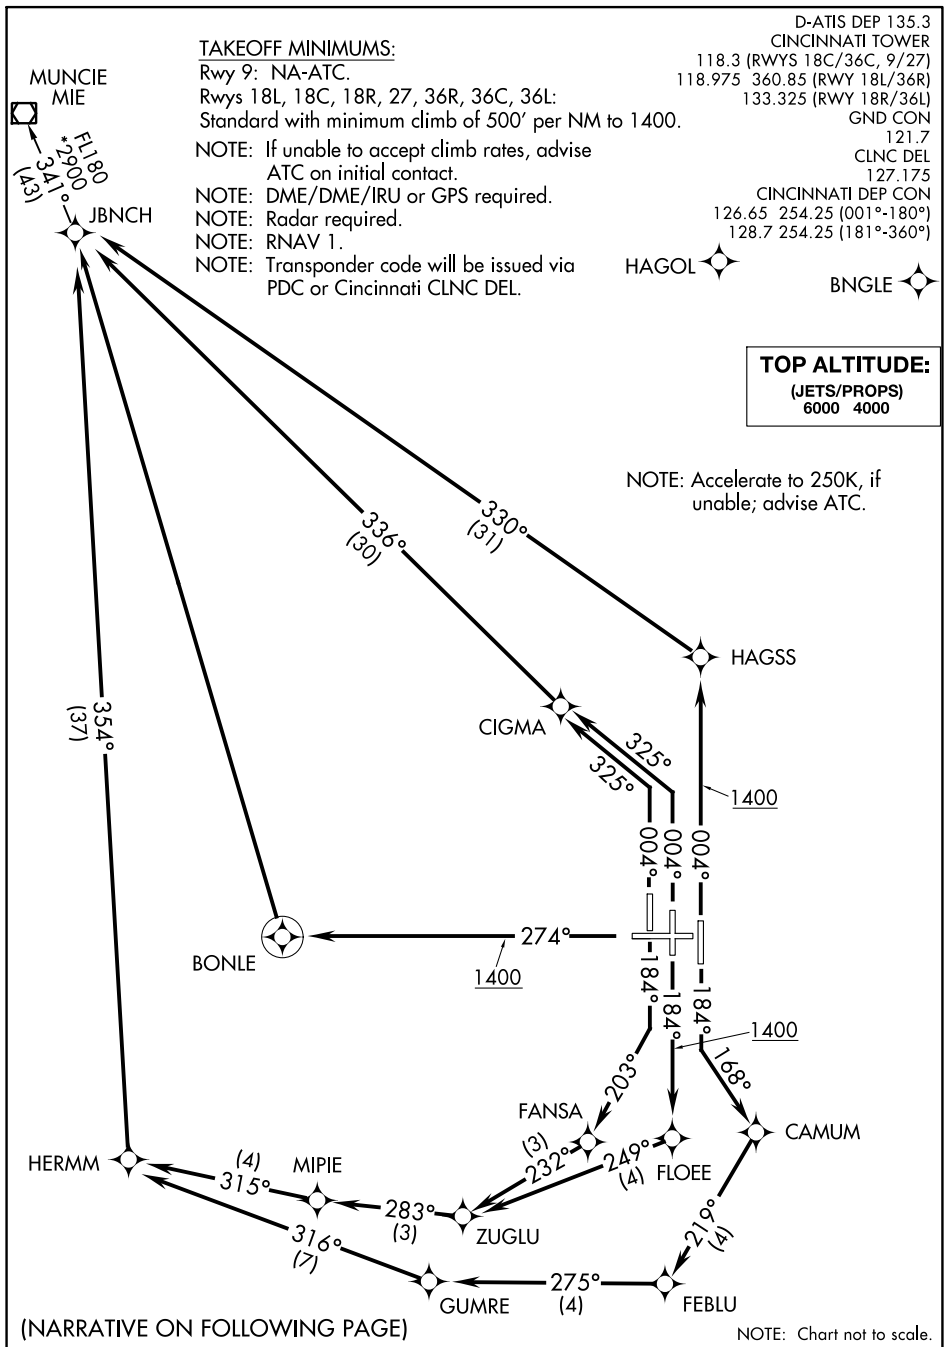 D-ATIS DEP 135.3
CINCINNATI TOWER
118.3 (RWYS 18C/36C, 9/27)
118.975 360.85 (RWY 18L/36R)
133.325 (RWY 18R/36L)
GND CON
121.7
CLNC DEL
127.175
CINCINNATI DEP CON
126.65 254.25 (001°-180°)
128.7 254.25 (181°-360°)
TAKEOFF MINIMUMS:
Rwy 9: NA-ATC.
Rwys 18L, 18C, 18R, 27, 36R, 36C, 36L:
Standard with minimum climb of 500' per NM to 1400.
NOTE: If unable to accept climb rates, advise
ATC on initial contact.
NOTE: DME/DME/IRU or GPS required.
NOTE: Radar required.
NOTE: RNAV 1.
NOTE: Transponder code will be issued via
PDC or Cincinnati CLNC DEL.
MUNCIE
MIE
FL180
*2900
341°
(43)
JBNCH
HAGOL
BNGLE
TOP ALTITUDE:
(JETS/PROPS)
6000 4000
NOTE: Accelerate to 250K, if
unable; advise ATC.
330°
(31)
336°
(30)
HAGSS
CIGMA
325°
325°
354°
(37)
1400
004°
004°
004°
274°
1400
BONLE
184°
184°
184°
1400
203°
168°
FANSA
(3)
232°
249°
(4)
FLOEE
CAMUM
HERMM
(4)
315°
MIPIE
283°
(3)
ZUGLU
219°
(4)
316°
(7)
GUMRE
275°
(4)
FEBLU
(NARRATIVE ON FOLLOWING PAGE)
NOTE: Chart not to scale.